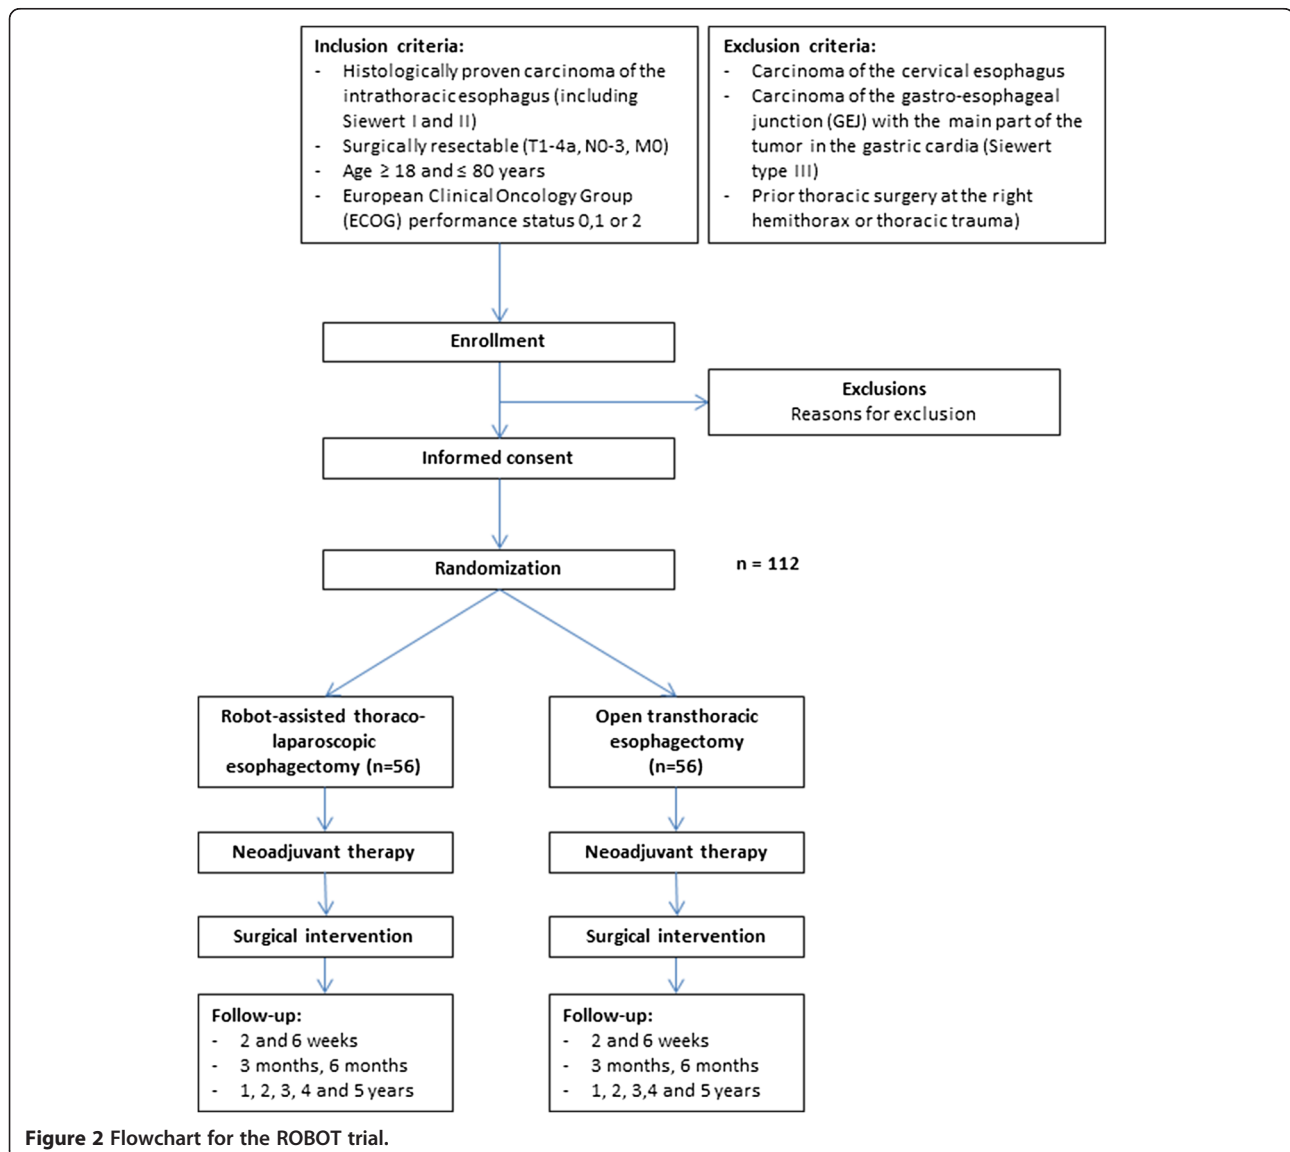 Inclusion criteria:
- Histologically proven carcinoma of the
intrathoracic esophagus (including
Siewert I and II)
- Surgically resectable (T1-4a, N0-3, M0)
- Age ≥ 18 and ≤ 80 years
- European Clinical Oncology Group
(ECOG) performance status 0,1 or 2
Exclusion criteria:
- Carcinoma of the cervical esophagus
- Carcinoma of the gastro-esophageal
junction (GEJ) with the main part of the
tumor in the gastric cardia (Siewert
type III)
- Prior thoracic surgery at the right
hemithorax or thoracic trauma)
Enrollment
Exclusions
Reasons for exclusion
Informed consent
Randomization
n = 112
Robot-assisted thoraco-
laparoscopic
esophagectomy (n=56)
Open transthoracic
esophagectomy
(n=56)
Neoadjuvant therapy
Neoadjuvant therapy
Surgical intervention
Surgical intervention
Follow-up:
- 2 and 6 weeks
- 3 months, 6 months
- 1, 2, 3, 4 and 5 years
Follow-up:
- 2 and 6 weeks
- 3 months, 6 months
- 1, 2, 3,4 and 5 years
Figure 2 Flowchart for the ROBOT trial.